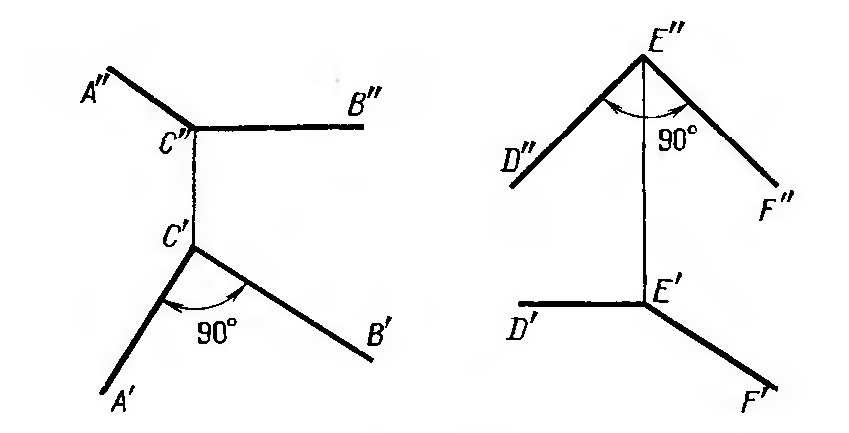 A″
B″
C″
C′
90°
A′
B′
E″
D″
90°
F″
D′
E′
F′